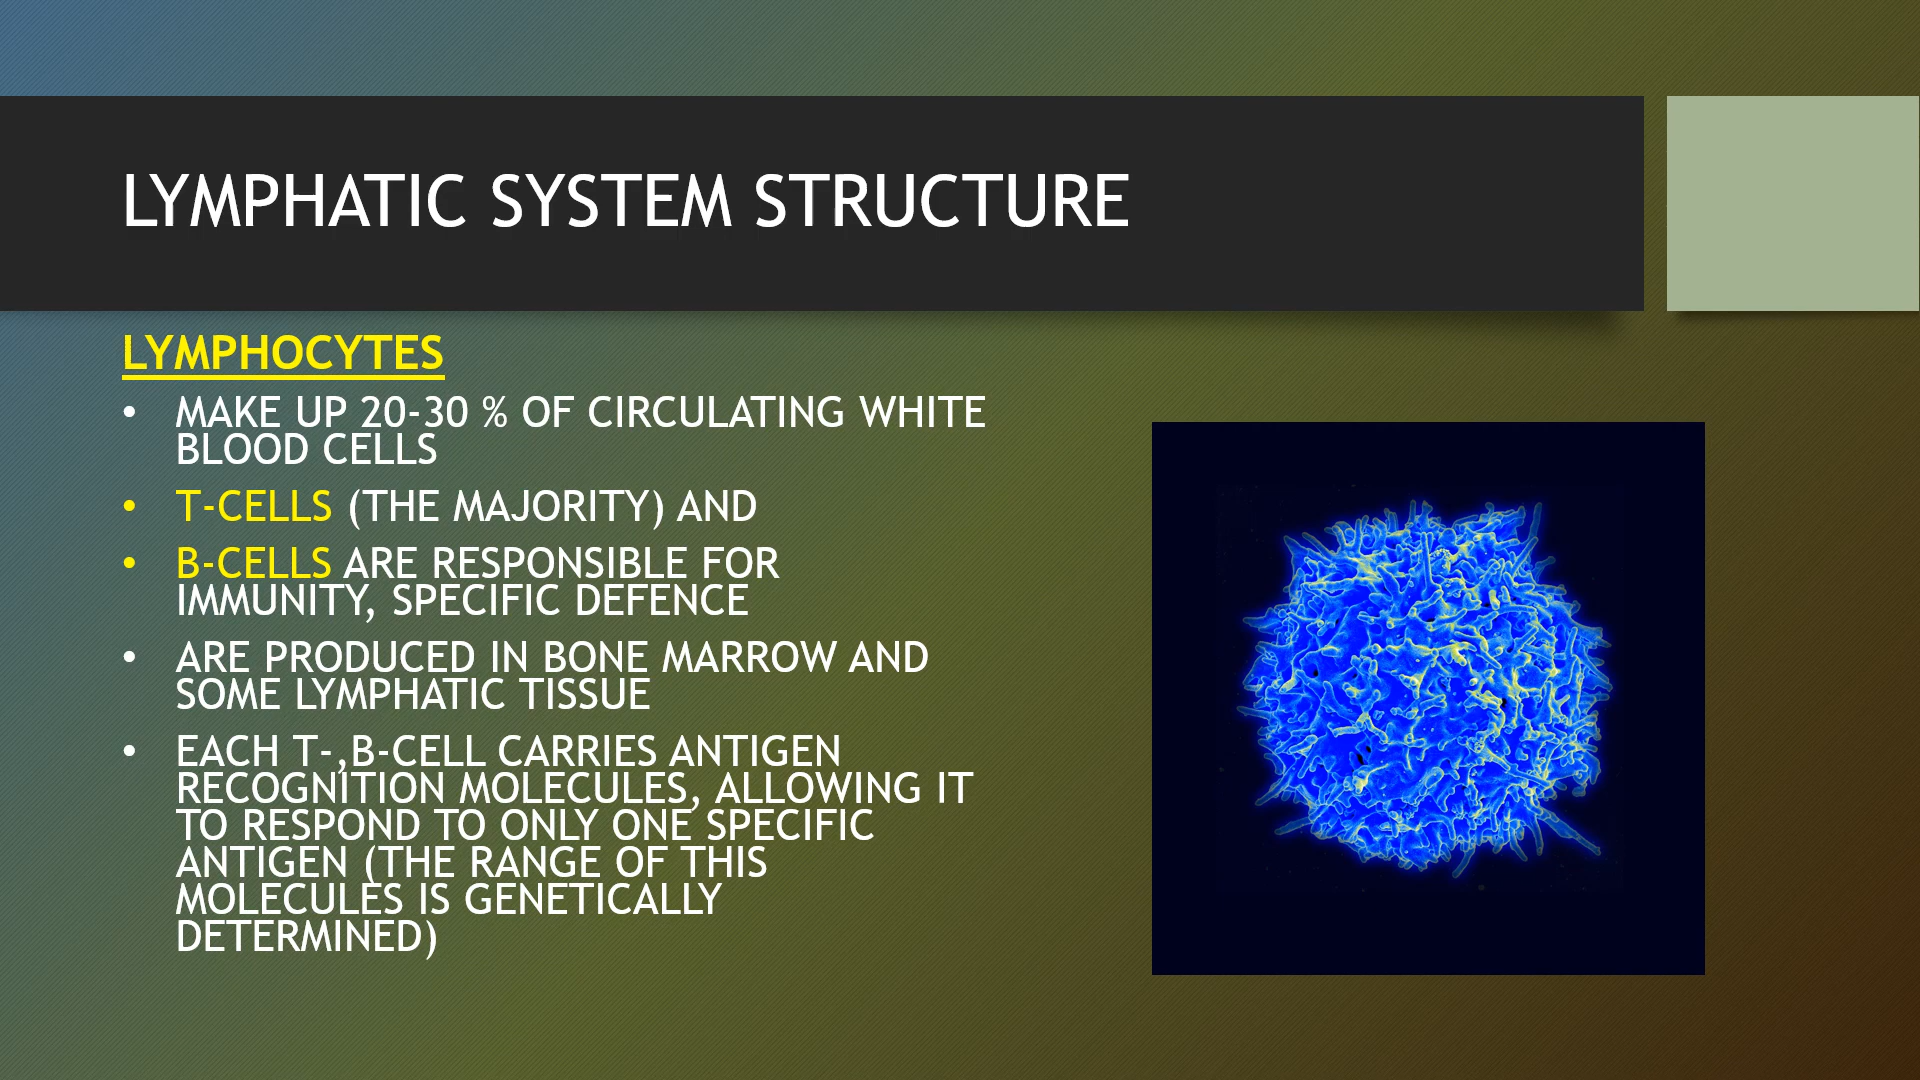 LYMPHATIC SYSTEM STRUCTURE
LYMPHOCYTES
• MAKE UP 20-30 % OF CIRCULATING WHITE
BLOOD CELLS
• T-CELLS (THE MAJORITY) AND
• B-CELLS ARE RESPONSIBLE FOR
IMMUNITY, SPECIFIC DEFENCE
• ARE PRODUCED IN BONE MARROW AND
SOME LYMPHATIC TISSUE
• EACH T-,B-CELL CARRIES ANTIGEN
RECOGNITION MOLECULES, ALLOWING IT
TO RESPOND TO ONLY ONE SPECIFIC
ANTIGEN (THE RANGE OF THIS
MOLECULES IS GENETICALLY
DETERMINED)